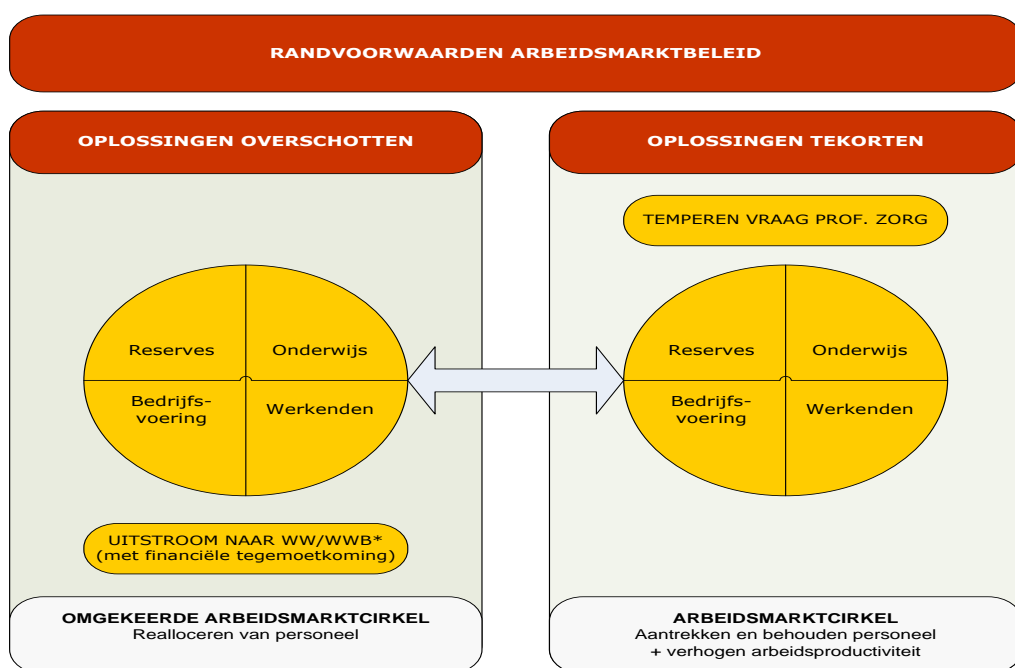 RANDVOORWAARDEN ARBEIDSMARKTBELEID
OPLOSSINGEN OVERSCHOTTEN
Reserves
Onderwijs
Bedrijfs-
voering
Werkenden
UITSTROOM NAAR WW/WWB*
(met financiële tegemoetkoming)
OMGEKEERDE ARBEIDSMARKTCIRKEL
Realloceren van personeel
OPLOSSINGEN TEKORTEN
TEMPEREN VRAAG PROF. ZORG
Reserves
Onderwijs
Bedrijfs-
voering
Werkenden
ARBEIDSMARKTCIRKEL
Aantrekken en behouden personeel
+ verhogen arbeidsproductiviteit